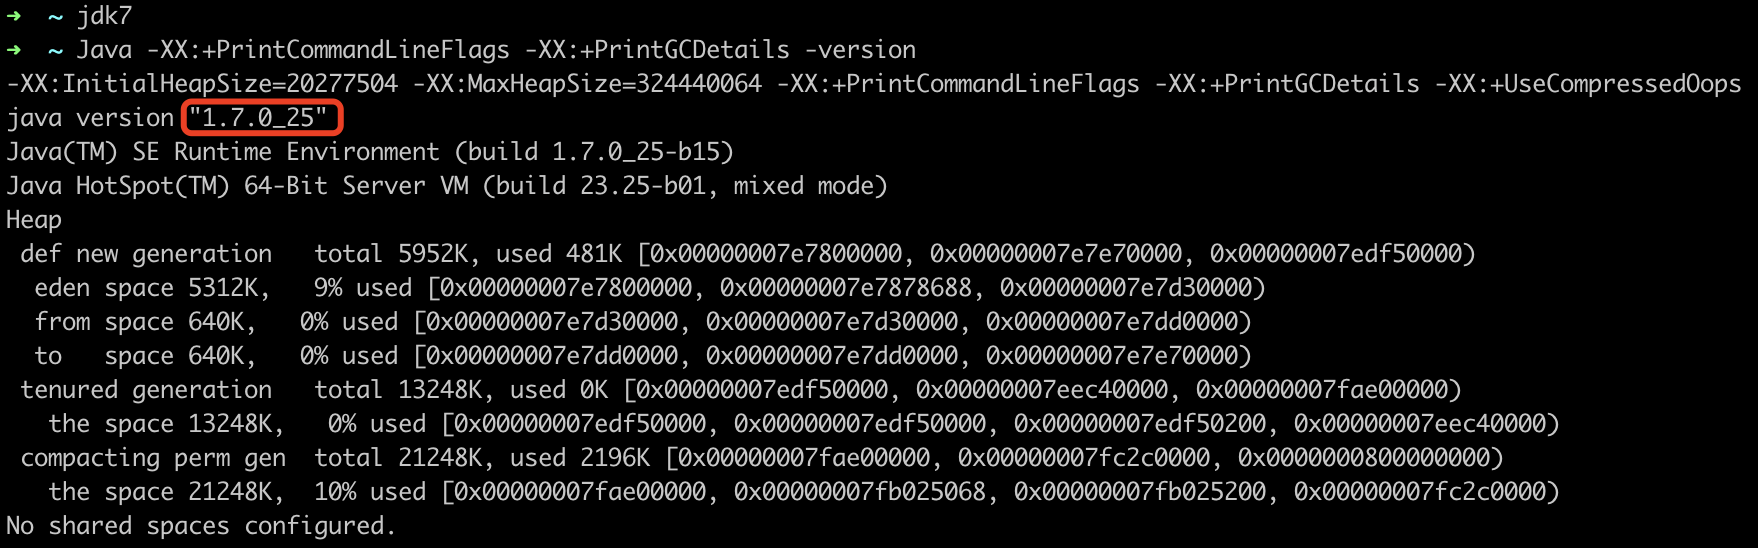 ➜  ~ jdk7
➜  ~ Java -XX:+PrintCommandLineFlags -XX:+PrintGCDetails -version
-XX:InitialHeapSize=20277504 -XX:MaxHeapSize=324440064 -XX:+PrintCommandLineFlags -XX:+PrintGCDetails -XX:+UseCompressedOops
java version "1.7.0_25"
Java(TM) SE Runtime Environment (build 1.7.0_25-b15)
Java HotSpot(TM) 64-Bit Server VM (build 23.25-b01, mixed mode)
Heap
 def new generation   total 5952K, used 481K [0x00000007e7800000, 0x00000007e7e70000, 0x00000007edf50000)
  eden space 5312K,   9% used [0x00000007e7800000, 0x00000007e7878688, 0x00000007e7d30000)
  from space 640K,   0% used [0x00000007e7d30000, 0x00000007e7d30000, 0x00000007e7dd0000)
  to   space 640K,   0% used [0x00000007e7dd0000, 0x00000007e7dd0000, 0x00000007e7e70000)
 tenured generation   total 13248K, used 0K [0x00000007edf50000, 0x00000007eec40000, 0x00000007fae00000)
   the space 13248K,   0% used [0x00000007edf50000, 0x00000007edf50000, 0x00000007edf50200, 0x00000007eec40000)
 compacting perm gen  total 21248K, used 2196K [0x00000007fae00000, 0x00000007fc2c0000, 0x0000000800000000)
   the space 21248K,  10% used [0x00000007fae00000, 0x00000007fb025068, 0x00000007fb025200, 0x00000007fc2c0000)
No shared spaces configured.